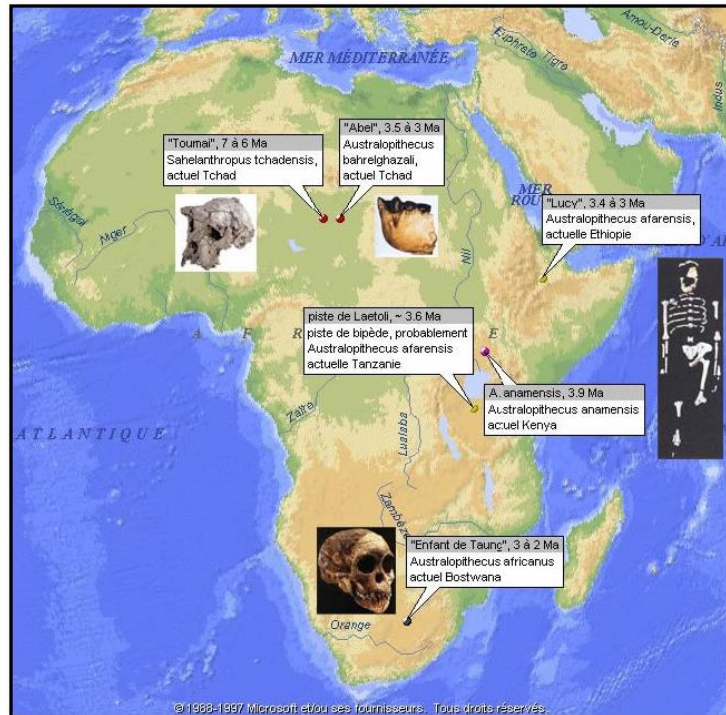 Amou-Daria
Euphrate
Tigre
Indus
MER MÉDITERRANÉE
"Abel", 3.5 à 3 Ma
Australopithecus
bahrelghazali,
actuel Tchad
"Toumai", 7 à 6 Ma
Sahelanthropus tchadensis,
actuel Tchad
MER
ROU
"Lucy", 3.4 à 3 Ma
Australopithecus afarensis,
actuelle Ethiopie
Sénégal
Niger
Nil
piste de Laetoli, ~ 3.6 Ma
piste de bipède, probablement
Australopithecus afarensis
actuelle Tanzanie
A F R E
A. anamensis, 3.9 Ma
Australopithecus anamensis
actuel Kenya
Zaïre
Lualaba
ATLANTIQUE
Zambèze
"Enfant de Taung", 3 à 2 Ma
Australopithecus africanus
actuel Bostwana
Orange
© 1988-1997 Microsoft et/ou ses fournisseurs. Tous droits réservés.